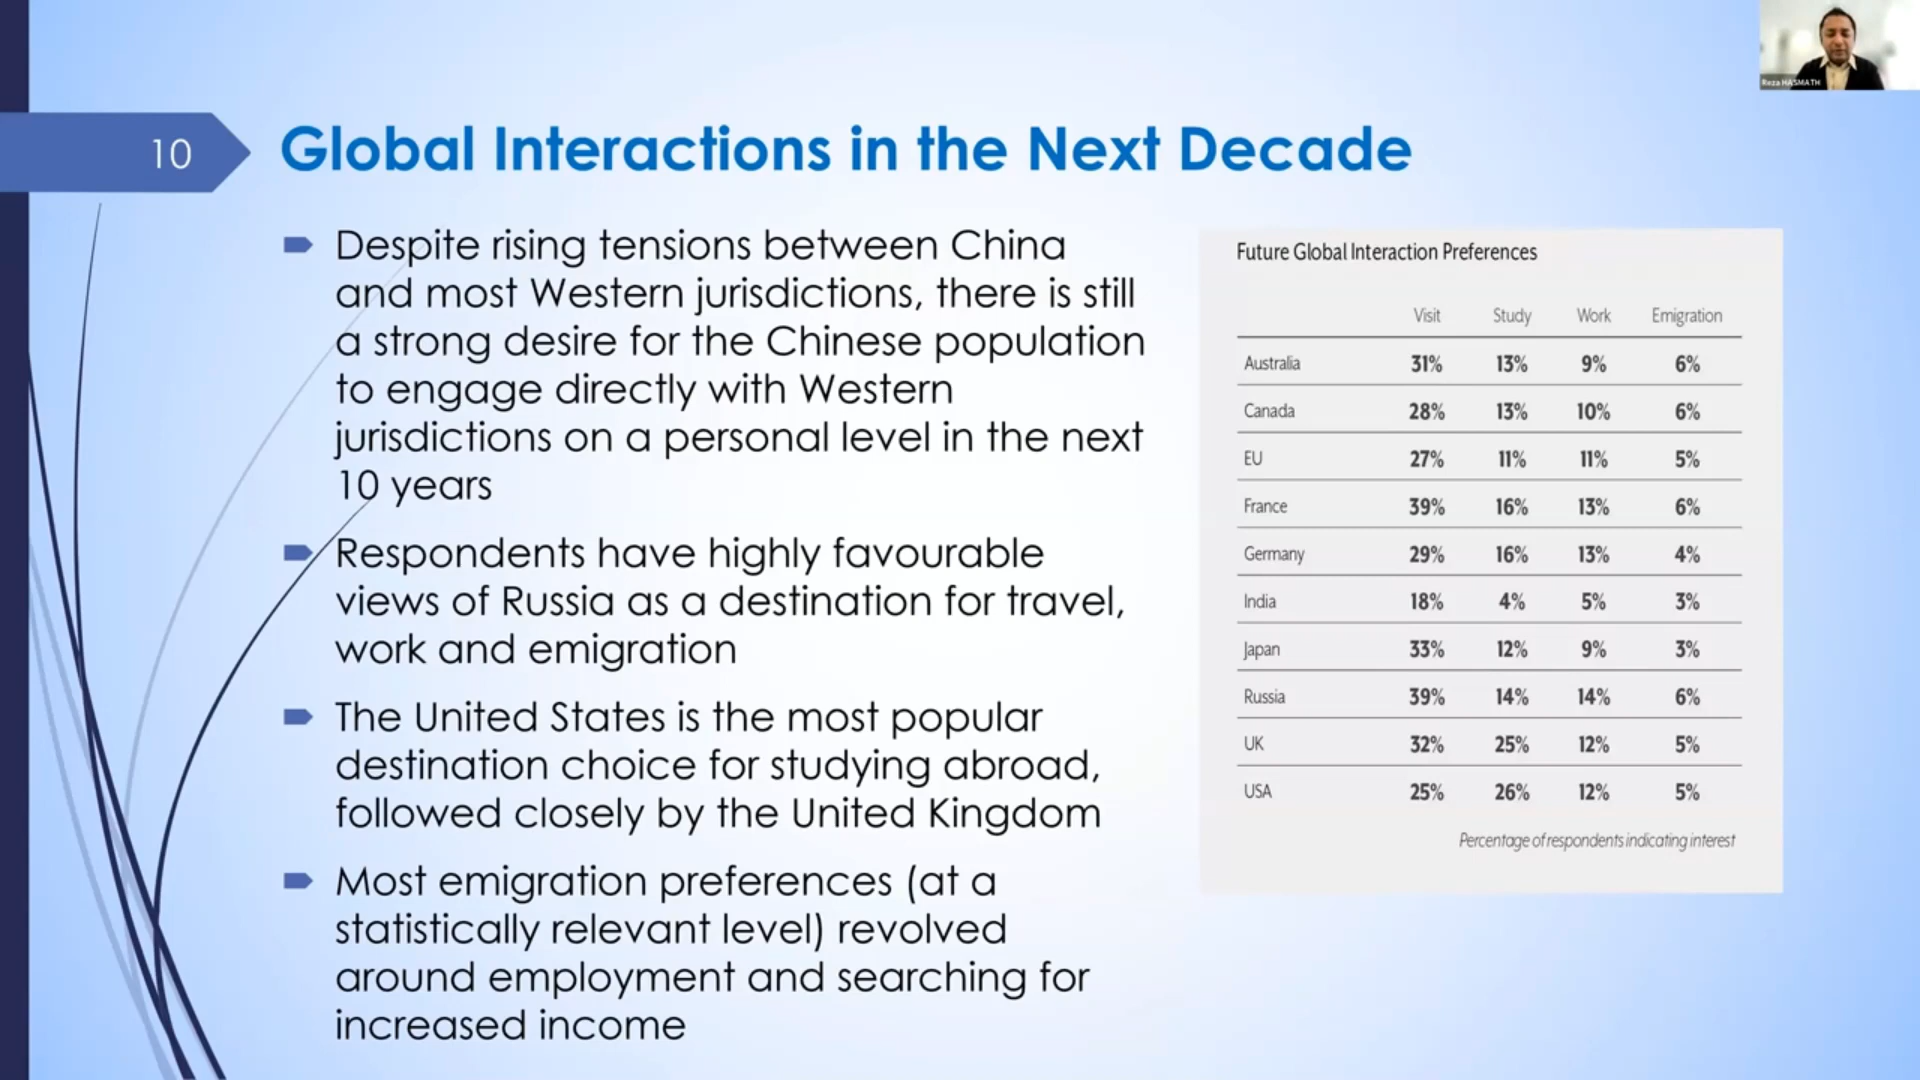 10
Global Interactions in the Next Decade
Despite rising tensions between China
and most Western jurisdictions, there is still
a strong desire for the Chinese population
to engage directly with Western
jurisdictions on a personal level in the next
10 years
Respondents have highly favourable
views of Russia as a destination for travel,
work and emigration
The United States is the most popular
destination choice for studying abroad,
followed closely by the United Kingdom
Most emigration preferences (at a
statistically relevant level) revolved
around employment and searching for
increased income
Future Global Interaction Preferences
Visit Study Work Emigration
Australia 31% 13% 9% 6%
Canada 28% 13% 10% 6%
EU 27% 11% 11% 5%
France 39% 16% 13% 6%
Germany 29% 16% 13% 4%
India 18% 4% 5% 3%
Japan 33% 12% 9% 3%
Russia 39% 14% 14% 6%
UK 32% 25% 12% 5%
USA 25% 26% 12% 5%
Percentage of respondents indicating interest
Reza HASMATH